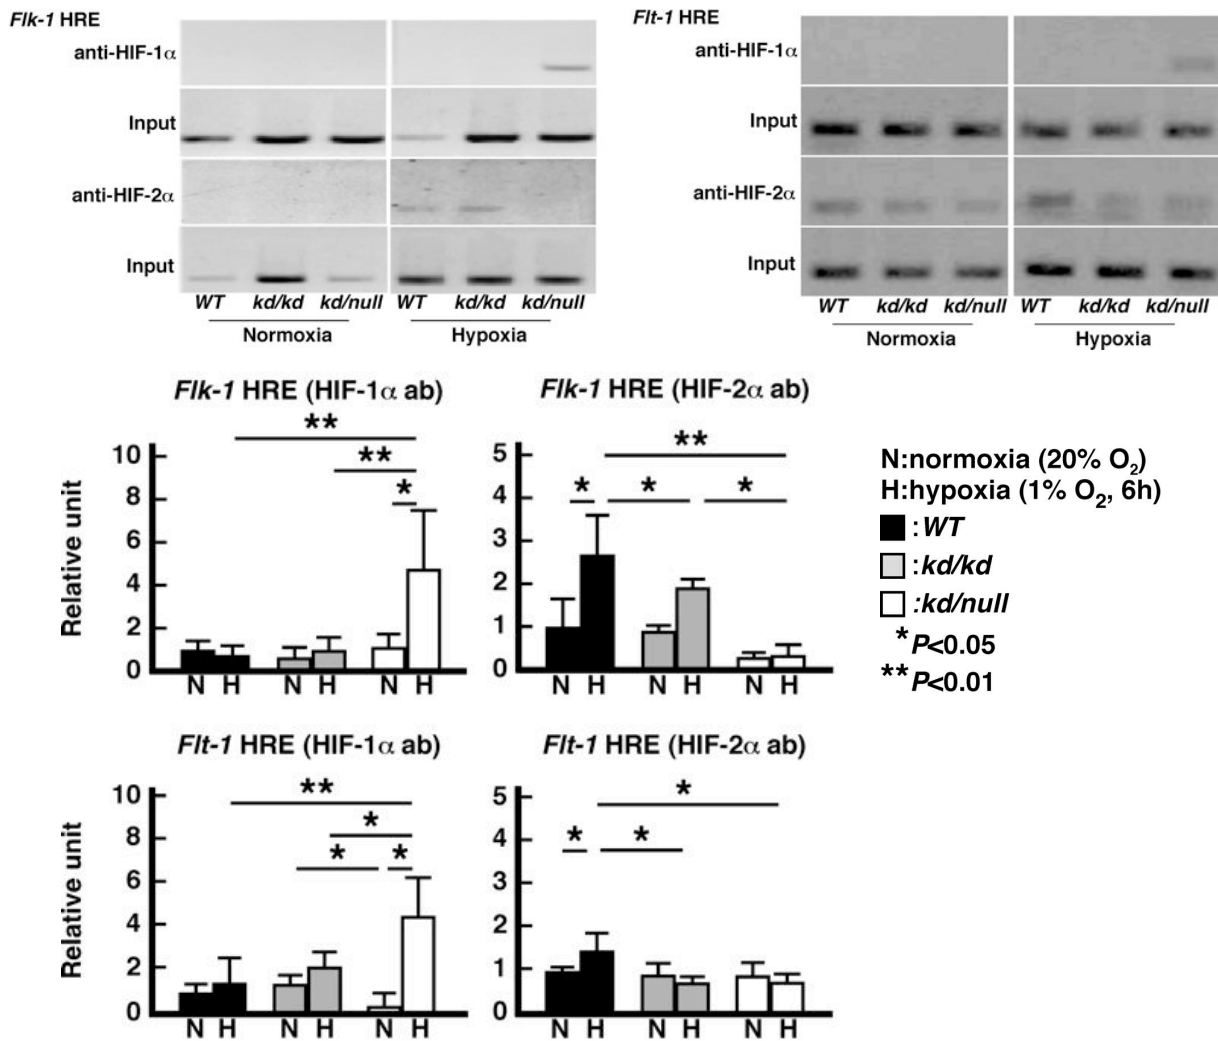 Flk-1 HRE
anti-HIF-1α
Input
anti-HIF-2α
Input
WT kd/kd kd/null WT kd/kd kd/null
Normoxia Hypoxia
Flt-1 HRE
anti-HIF-1α
Input
anti-HIF-2α
Input
WT kd/kd kd/null WT kd/kd kd/null
Normoxia Hypoxia
Flk-1 HRE (HIF-1α ab)
**
**
*
10
8
6
4
2
0
Relative unit
N H N H N H
Flk-1 HRE (HIF-2α ab)
**
* * *
5
4
3
2
1
0
N H N H N H
N:normoxia (20% O2)
H:hypoxia (1% O2, 6h)
:WT
:kd/kd
:kd/null
*P<0.05
**P<0.01
Flt-1 HRE (HIF-1α ab)
**
*
* *
10
8
6
4
2
0
Relative unit
N H N H N H
Flt-1 HRE (HIF-2α ab)
*
* *
5
4
3
2
1
0
N H N H N H